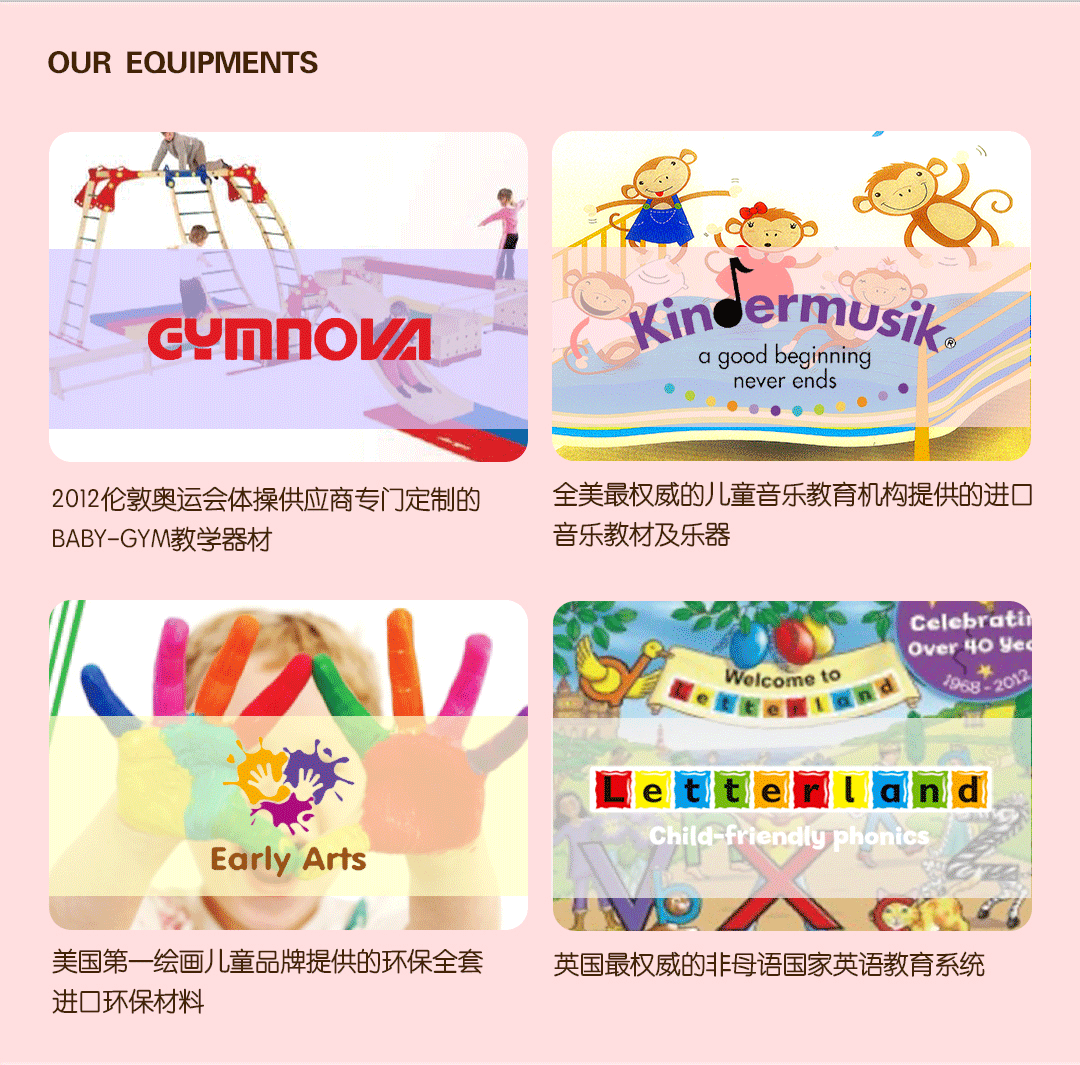 OUR EQUIPMENTS
GYMNOVA
Kindermusik®
a good beginning
never ends
2012伦敦奥运会体操供应商专门定制的
BABY-GYM教学器材
全美最权威的儿童音乐教育机构提供的进口
音乐教材及乐器
Early Arts
Celebratin
Over 40 Yea
1968-2012
Welcome to
Letterland
Letterland
Child-friendly phonics
美国第一绘画儿童品牌提供的环保全套
进口环保材料
英国最权威的非母语国家英语教育系统